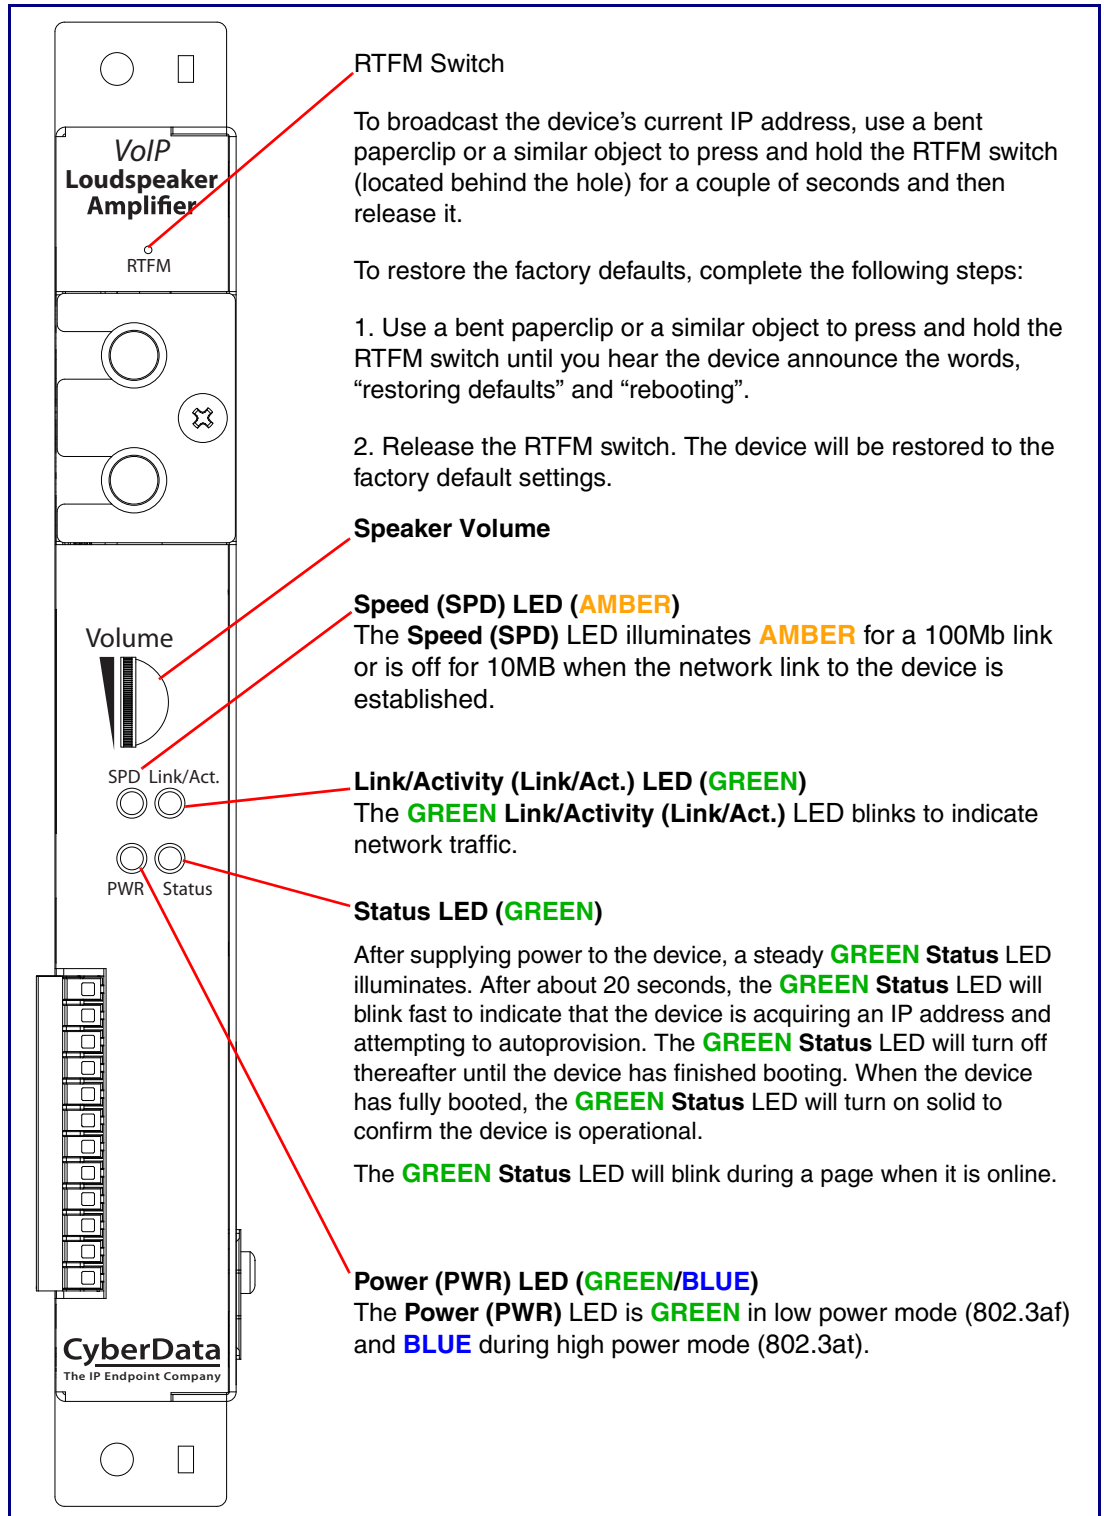 VoIP
Loudspeaker
Amplifier
RTFM
Volume
SPD Link/Act.
PWR Status
CyberData
The IP Endpoint Company
RTFM Switch
To broadcast the device's current IP address, use a bent
paperclip or a similar object to press and hold the RTFM switch
(located behind the hole) for a couple of seconds and then
release it.
To restore the factory defaults, complete the following steps:
1. Use a bent paperclip or a similar object to press and hold the
RTFM switch until you hear the device announce the words,
“restoring defaults” and “rebooting”.
2. Release the RTFM switch. The device will be restored to the
factory default settings.
Speaker Volume
Speed (SPD) LED (AMBER)
The Speed (SPD) LED illuminates AMBER for a 100Mb link
or is off for 10MB when the network link to the device is
established.
Link/Activity (Link/Act.) LED (GREEN)
The GREEN Link/Activity (Link/Act.) LED blinks to indicate
network traffic.
Status LED (GREEN)
After supplying power to the device, a steady GREEN Status LED
illuminates. After about 20 seconds, the GREEN Status LED will
blink fast to indicate that the device is acquiring an IP address and
attempting to autoprovision. The GREEN Status LED will turn off
thereafter until the device has finished booting. When the device
has fully booted, the GREEN Status LED will turn on solid to
confirm the device is operational.
The GREEN Status LED will blink during a page when it is online.
Power (PWR) LED (GREEN/BLUE)
The Power (PWR) LED is GREEN in low power mode (802.3af)
and BLUE during high power mode (802.3at).